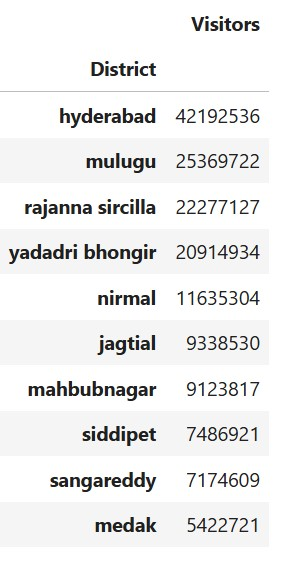 Visitors
District
hyderabad 42192536
mulugu 25369722
rajanna sircilla 22277127
yadadri bhongir 20914934
nirmal 11635304
jagtial 9338530
mahbubnagar 9123817
siddipet 7486921
sangareddy 7174609
medak 5422721